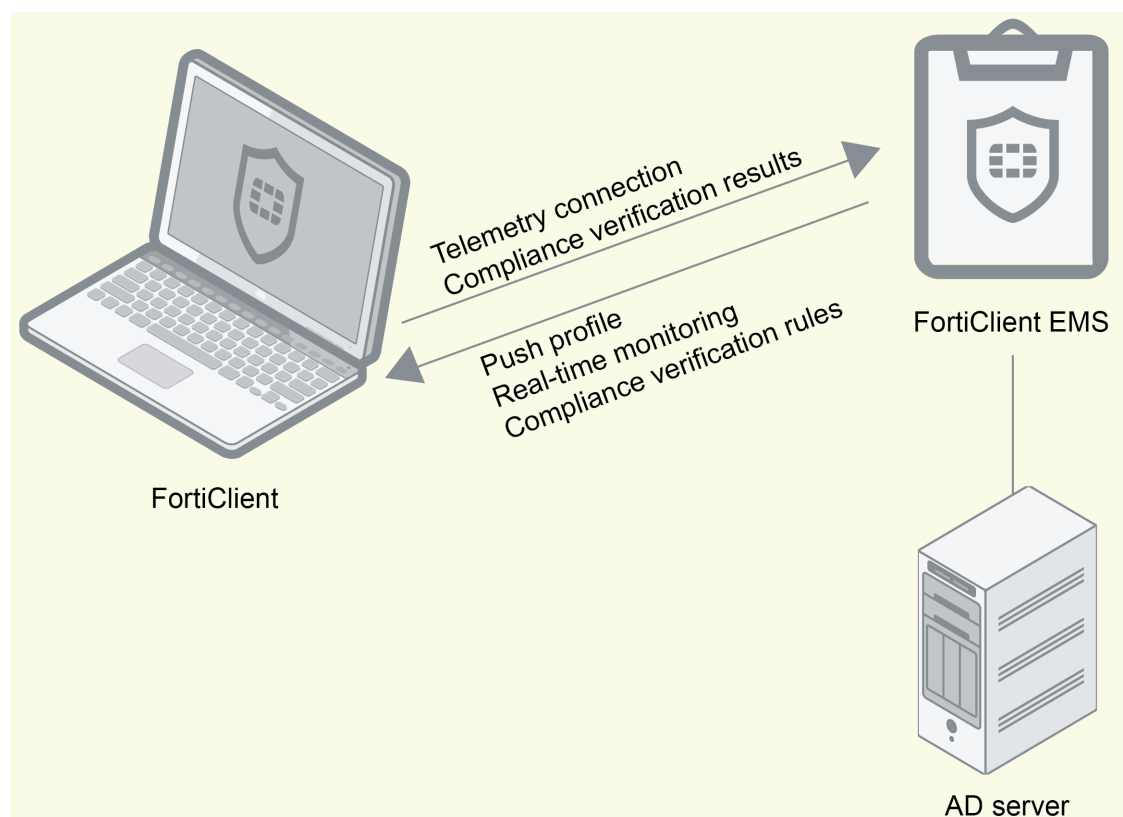 Telemetry connection
Compliance verification results
Push profile
Real-time monitoring
Compliance verification rules
FortiClient EMS
FortiClient
AD server